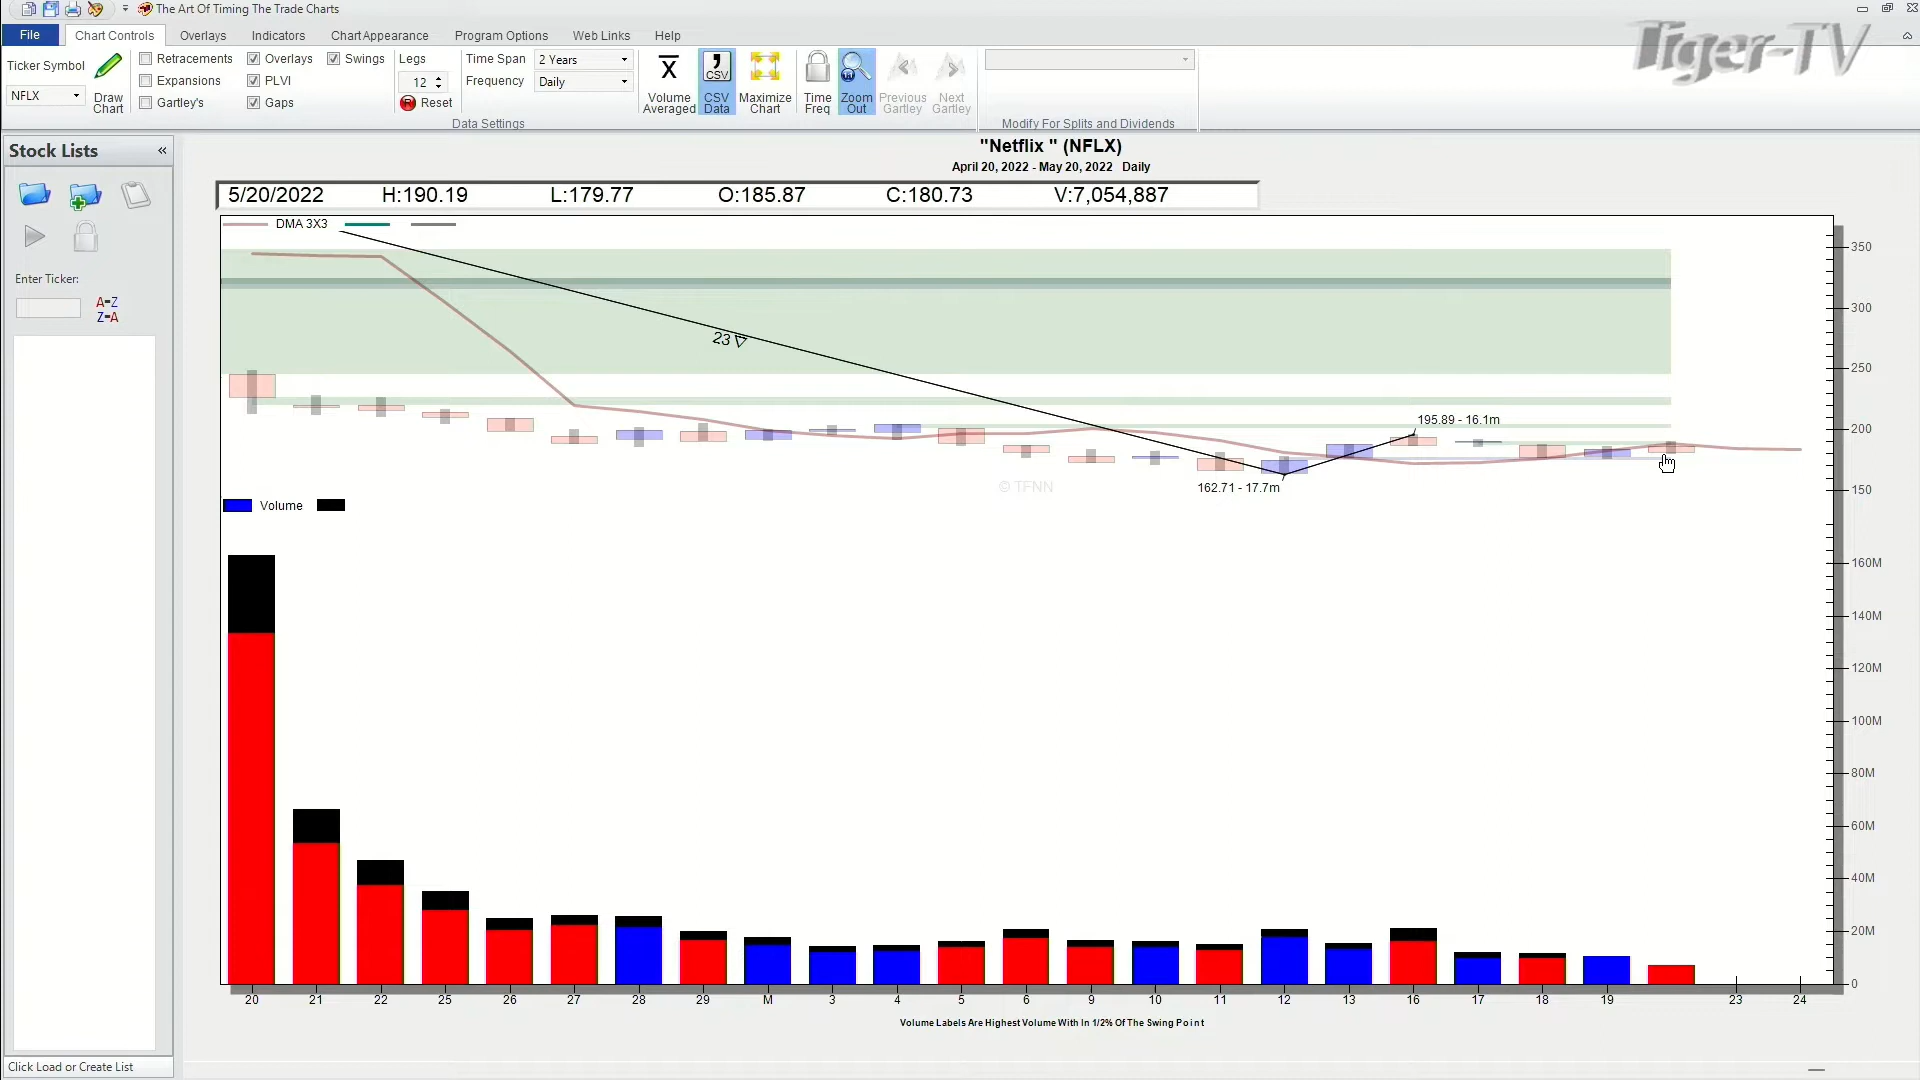 The Art Of Timing The Trade Charts
Tiger-TV
File Chart Controls Overlays Indicators Chart Appearance Program Options Web Links Help
Ticker Symbol
NFLX
Draw Chart
Retracements Overlays Swings
Expansions PLVI
Gartley's Gaps
Legs
12
Reset
Time Span 2 Years
Frequency Daily
Data Settings
Volume Averaged
CSV Data
Maximize Chart
Time Freq
Zoom Out
Previous Gartley
Next Gartley
Modify For Splits and Dividends
Stock Lists
Enter Ticker:
A=Z
Z=A
Click Load or Create List
"Netflix " (NFLX)
April 20, 2022 - May 20, 2022 Daily
5/20/2022 H:190.19 L:179.77 O:185.87 C:180.73 V:7,054,887
DMA 3X3
23
195.89 - 16.1m
162.71 - 17.7m
© TFNN
350
300
250
200
150
Volume
160M
140M
120M
100M
80M
60M
40M
20M
0
20 21 22 25 26 27 28 29 M 3 4 5 6 9 10 11 12 13 16 17 18 19 23 24
Volume Labels Are Highest Volume With In 1/2% Of The Swing Point